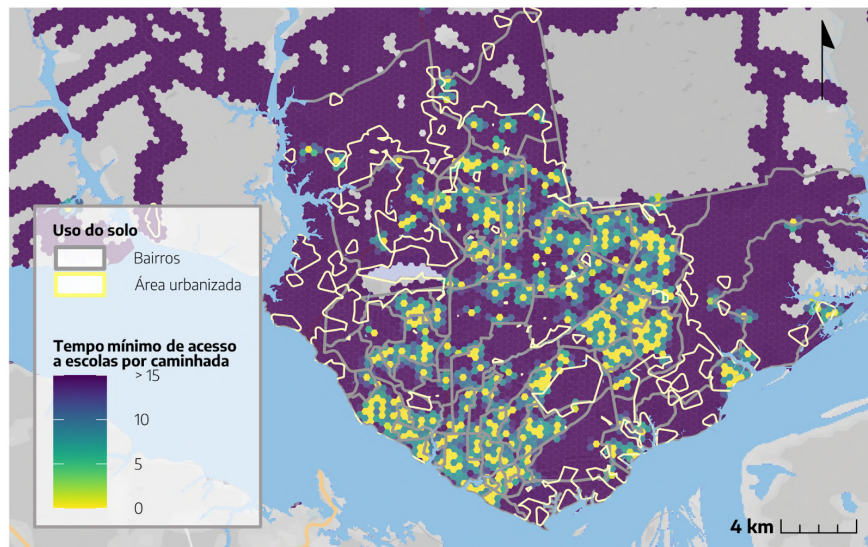 Uso do solo
Bairros
Área urbanizada
Tempo mínimo de acesso
a escolas por caminhada
> 15
10
5
0
4 km